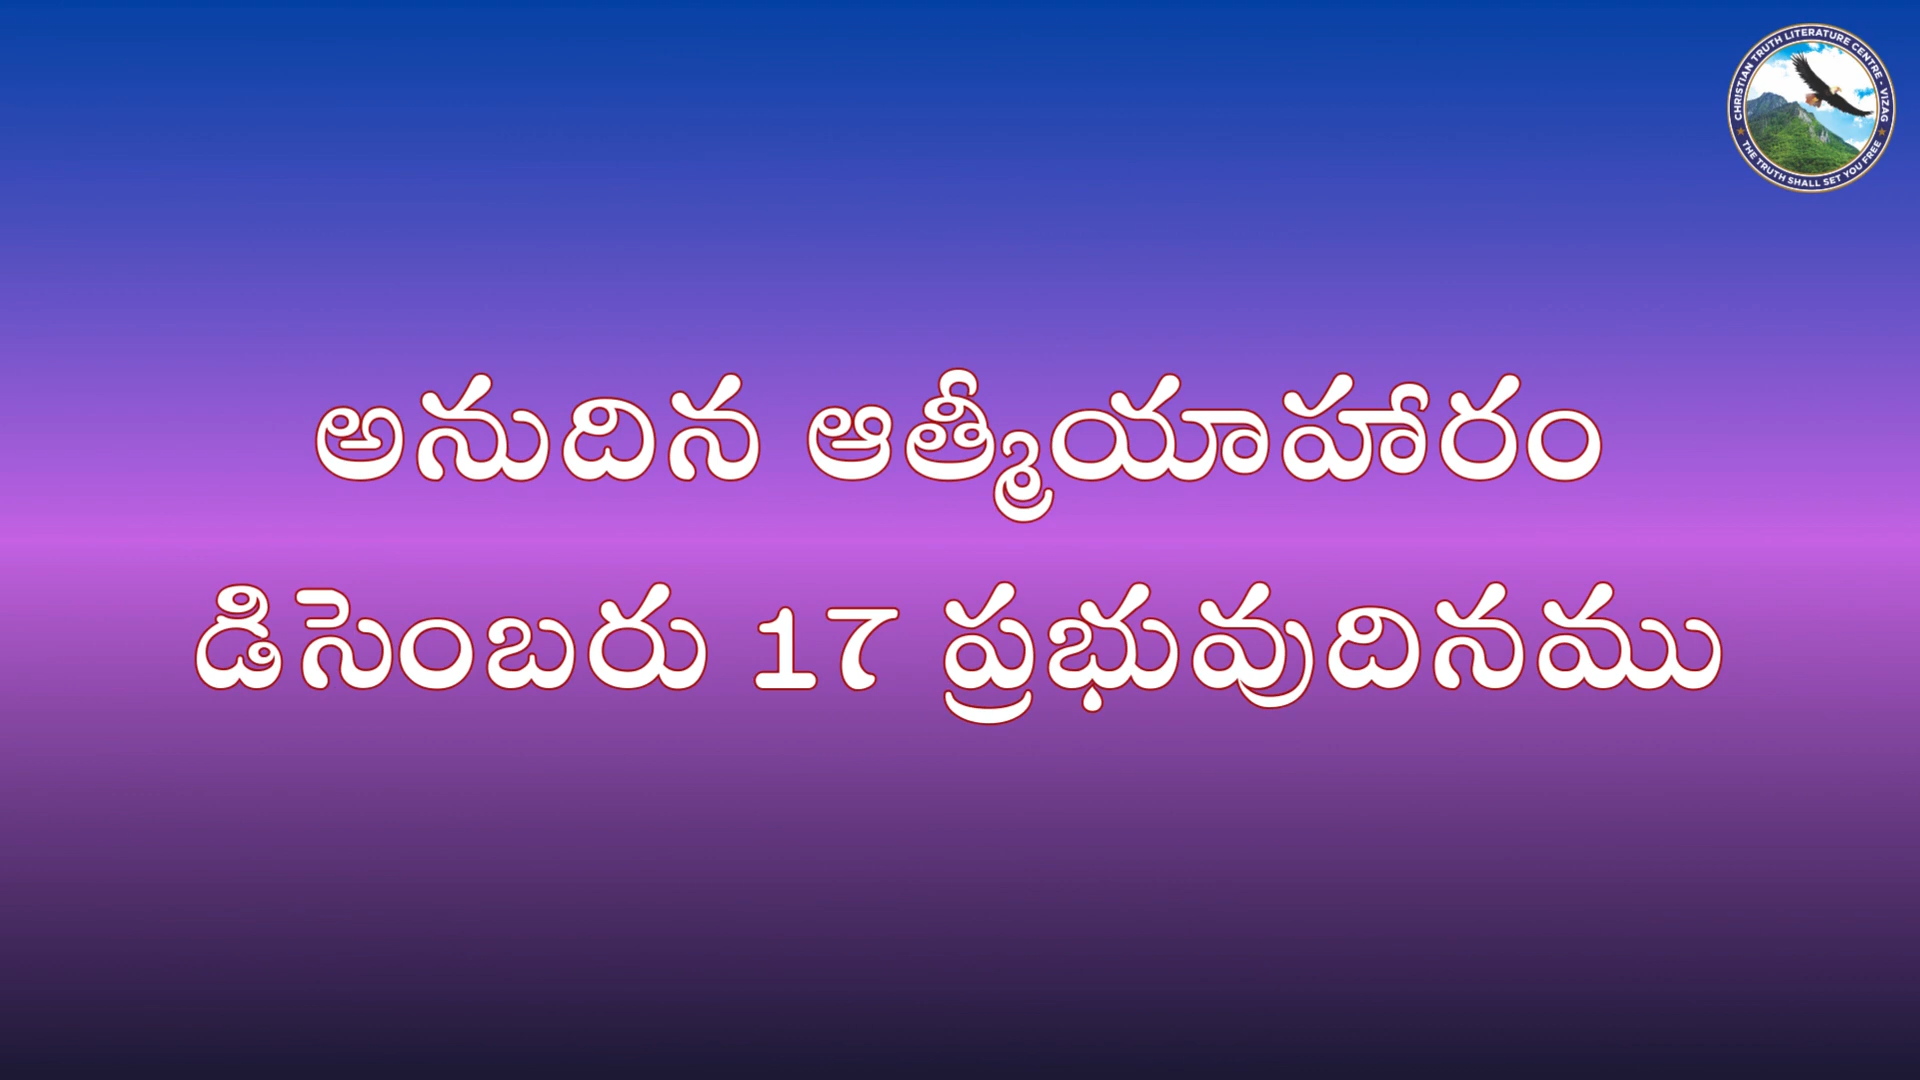 CHRISTIAN TRUTH LITERATURE CENTRE - VIZAG
THE TRUTH SHALL SET YOU FREE
అనుదిన ఆత్మీయాహారం
డిసెంబరు 17 ప్రభువుదినము